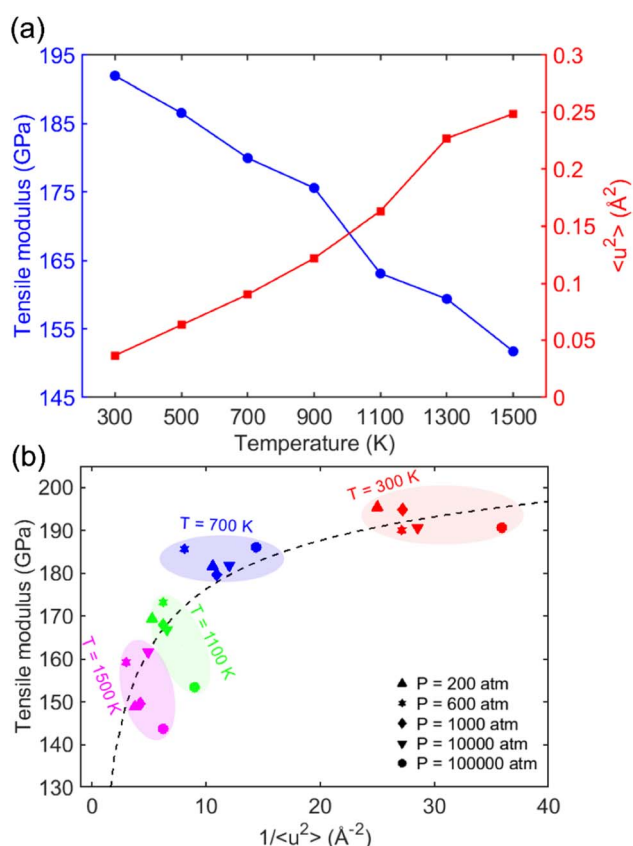 (a)
195
185
175
165
155
145
Tensile modulus (GPa)
0.3
0.25
0.2
0.15
0.1
0.05
0
<u²> (Å²)
300 500 700 900 1100 1300 1500
Temperature (K)
(b)
200
190
180
170
160
150
140
130
Tensile modulus (GPa)
T = 300 K
T = 700 K
T = 1100 K
T = 1500 K
P = 200 atm
P = 600 atm
P = 1000 atm
P = 10000 atm
P = 100000 atm
0 10 20 30 40
1/<u²> (Å⁻²)